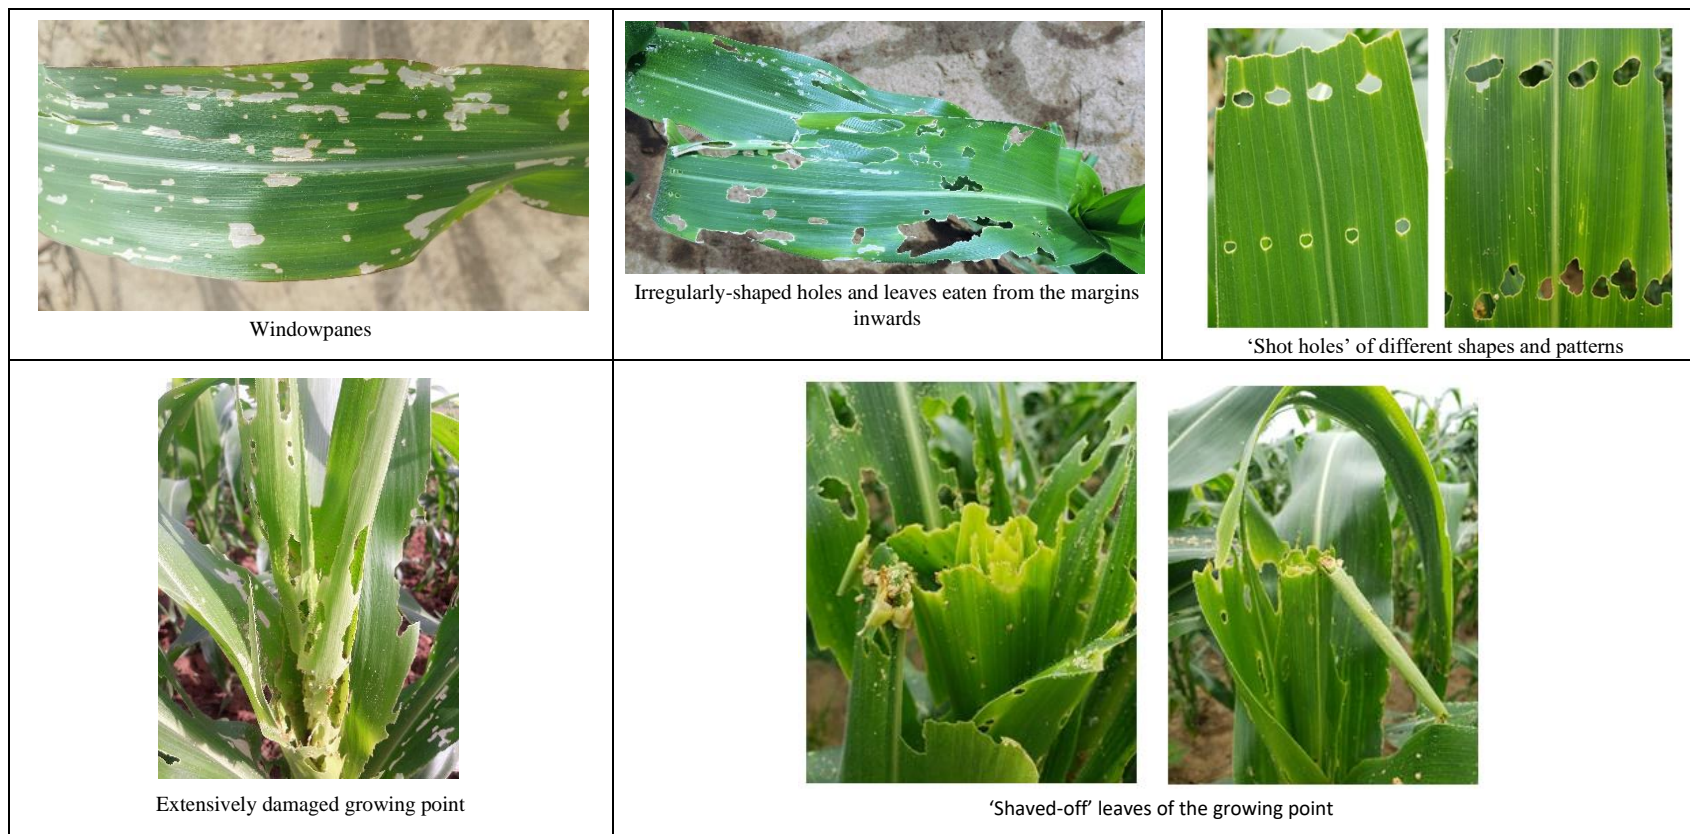 Windowpanes
Irregularly-shaped holes and leaves eaten from the margins
inwards
‘Shot holes’ of different shapes and patterns
Extensively damaged growing point
‘Shaved-off’ leaves of the growing point